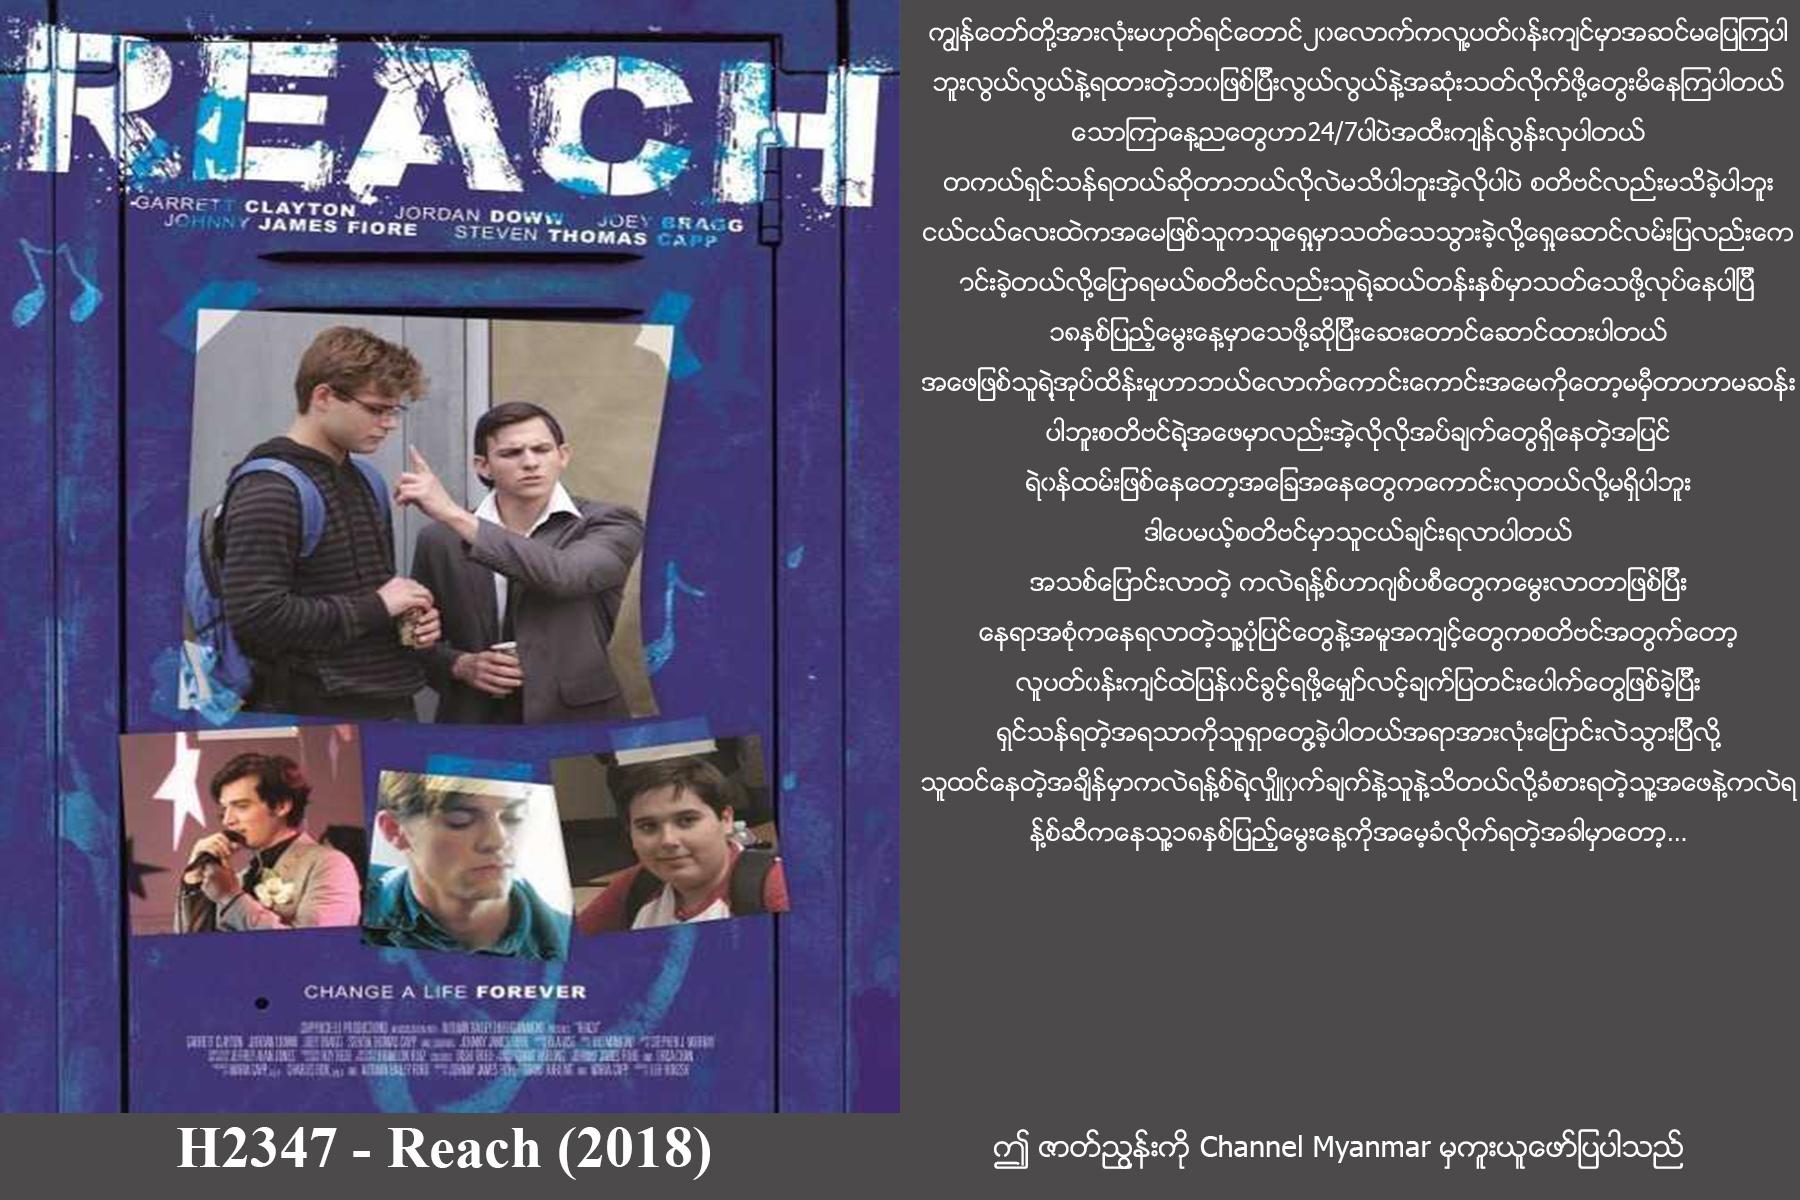 REACH
GARRETT CLAYTON JORDAN DOWW JOEY BRAGG
JOHNNY JAMES FIORE STEVEN THOMAS CAPP
CHANGE A LIFE FOREVER
H2347 - Reach (2018)
ကျွန်တော်တို့အားလုံးမဟုတ်ရင်တောင်၂၀လောက်ကလူ့ပတ်ဝန်းကျင်မှာအဆင်မပြေကြပါ
ဘူးလွယ်လွယ်နဲ့ရထားတဲ့ဘဝဖြစ်ပြီးလွယ်လွယ်နဲ့အဆုံးသတ်လိုက်ဖို့တွေးမိနေကြပါတယ်
သောကြာနေ့ညတွေဟာ24/7ပါပဲအထီးကျန်လွန်းလှပါတယ်
တကယ်ရှင်သန်ရတယ်ဆိုတာဘယ်လိုလဲမသိပါဘူးအဲ့လိုပါပဲ စတိဗင်လည်းမသိခဲ့ပါဘူး
ငယ်ငယ်လေးထဲကအမေဖြစ်သူကသူ့ရှေ့မှာသတ်သေသွားခဲ့လို့ရှေ့ဆောင်လမ်းပြလည်းကေ
ာင်းခဲ့တယ်လို့ပြောရမယ်စတိဗင်လည်းသူရဲ့ဆယ်တန်းနှစ်မှာသတ်သေဖို့လုပ်နေပါပြီ
၁၈နှစ်ပြည့်မွေးနေ့မှာသေဖို့ဆိုပြီးဆေးတောင်ဆောင်ထားပါတယ်
အဖေဖြစ်သူရဲ့အုပ်ထိန်းမှုဟာဘယ်လောက်ကောင်းကောင်းအမေကိုတော့မမှီတာဟာမဆန်း
ပါဘူးစတိဗင်ရဲ့အဖေမှာလည်းအဲ့လိုလိုအပ်ချက်တွေရှိနေတဲ့အပြင်
ရဲဝန်ထမ်းဖြစ်နေတော့အခြေအနေတွေကကောင်းလှတယ်လို့မရှိပါဘူး
ဒါပေမယ့်စတိဗင်မှာသူငယ်ချင်းရလာပါတယ်
အသစ်ပြောင်းလာတဲ့ ကလဲရန့်စ်ဟာဂျစ်ပစီတွေကမွေးလာတာဖြစ်ပြီး
နေရာအစုံကနေရလာတဲ့သူ့ပုံပြင်တွေနဲ့အမူအကျင့်တွေကစတိဗင်အတွက်တော့
လူပတ်ဝန်းကျင်ထဲပြန်ဝင်ခွင့်ရဖို့မျှော်လင့်ချက်ပြတင်းပေါက်တွေဖြစ်ခဲ့ပြီး
ရှင်သန်ရတဲ့အရသာကိုသူရှာတွေ့ခဲ့ပါတယ်အရာအားလုံးပြောင်းလဲသွားပြီလို့
သူထင်နေတဲ့အချိန်မှာကလဲရန့်စ်ရဲ့လျှို့ဝှက်ချက်နဲ့သူနဲ့သိတယ်လို့ခံစားရတဲ့သူ့အဖေနဲ့ကလဲရ
န့်စ်ဆီကနေသူ့၁၈နှစ်ပြည့်မွေးနေ့ကိုအမေ့ခံလိုက်ရတဲ့အခါမှာတော့...
ဤ ဇာတ်ညွှန်းကို Channel Myanmar မှကူးယူဖော်ပြပါသည်